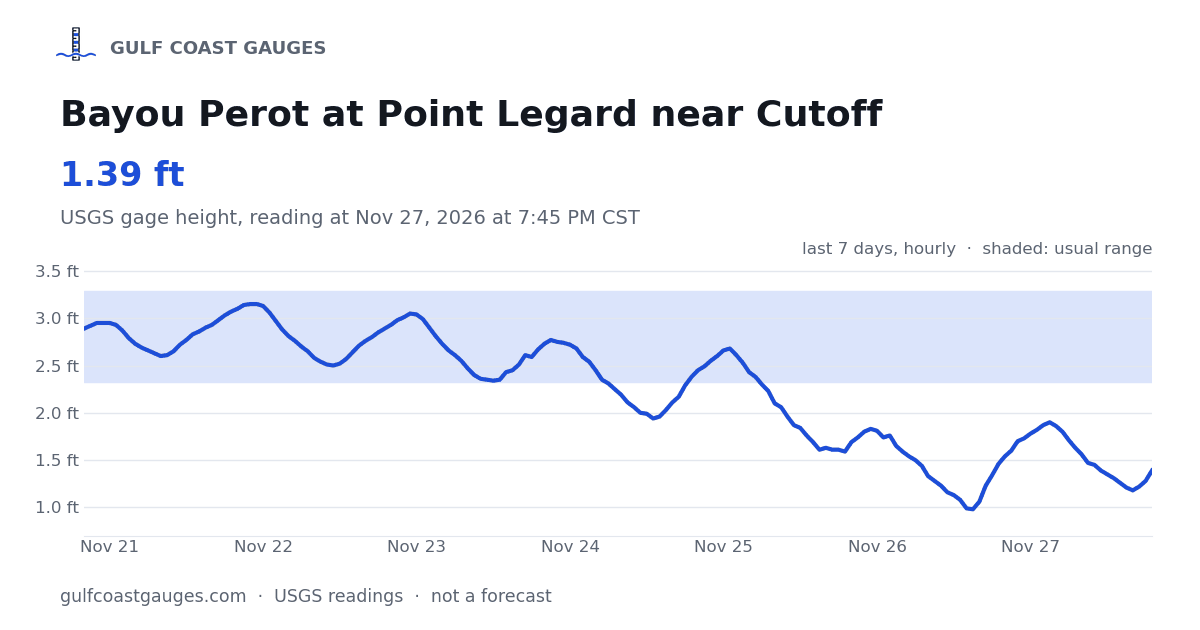 GULF COAST GAUGES
Bayou Perot at Point Legard near Cutoff
1.39 ft
USGS gage height, reading at Nov 27, 2026 at 7:45 PM CST
last 7 days, hourly · shaded: usual range
3.5 ft
3.0 ft
2.5 ft
2.0 ft
1.5 ft
1.0 ft
Nov 21 Nov 22 Nov 23 Nov 24 Nov 25 Nov 26 Nov 27
gulfcoastgauges.com · USGS readings · not a forecast